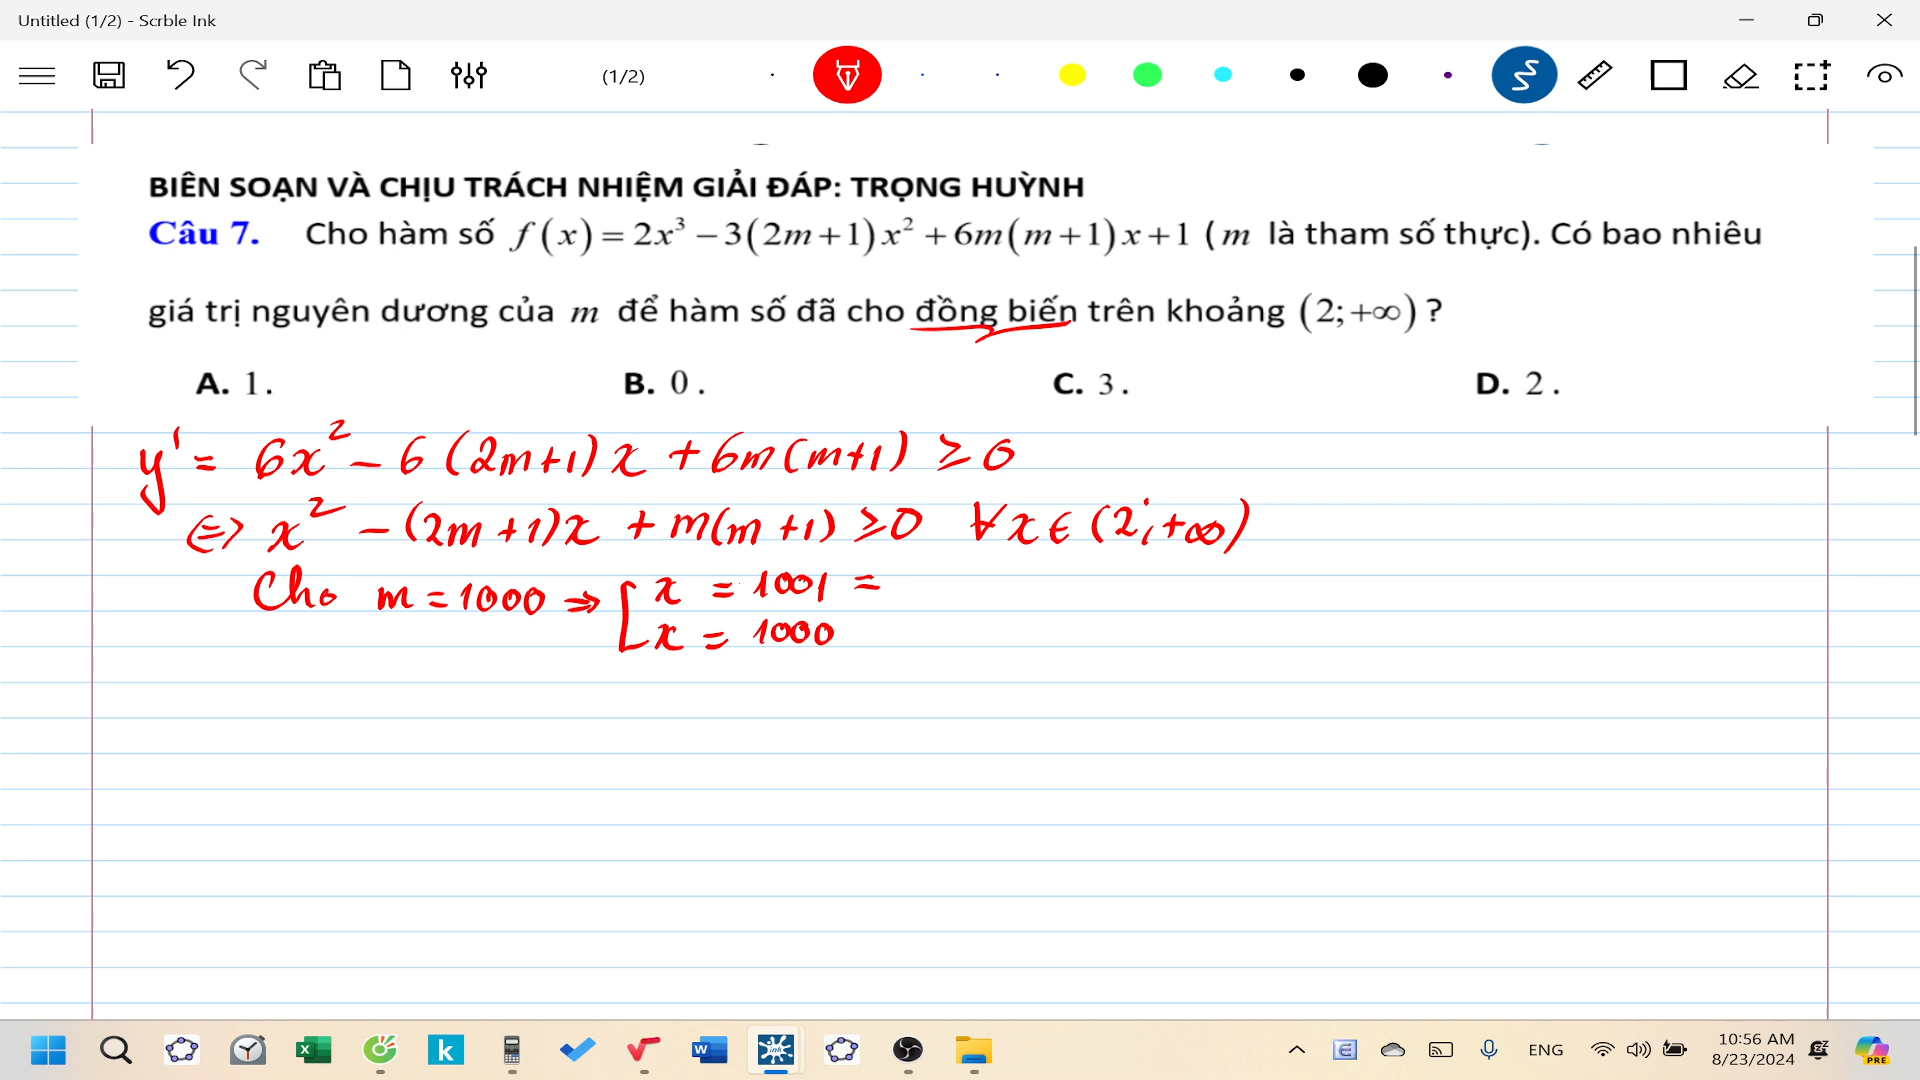 Untitled (1/2) - Scrble Ink
(1/2)
BIÊN SOẠN VÀ CHỊU TRÁCH NHIỆM GIẢI ĐÁP: TRỌNG HUỲNH
Câu 7. Cho hàm số f(x) = 2x³ − 3(2m+1)x² + 6m(m+1)x + 1 (m là tham số thực). Có bao nhiêu
giá trị nguyên dương của m để hàm số đã cho đồng biến trên khoảng (2;+∞)?
A. 1. B. 0. C. 3. D. 2.
y' = 6x² − 6(2m+1)x + 6m(m+1) ≥ 0
⇔ x² − (2m+1)x + m(m+1) ≥ 0 ∀x ∈ (2;+∞)
Cho m = 1000 ⇒ [ x = 1001 =
x = 1000
ENG
10:56 AM
8/23/2024
PRE